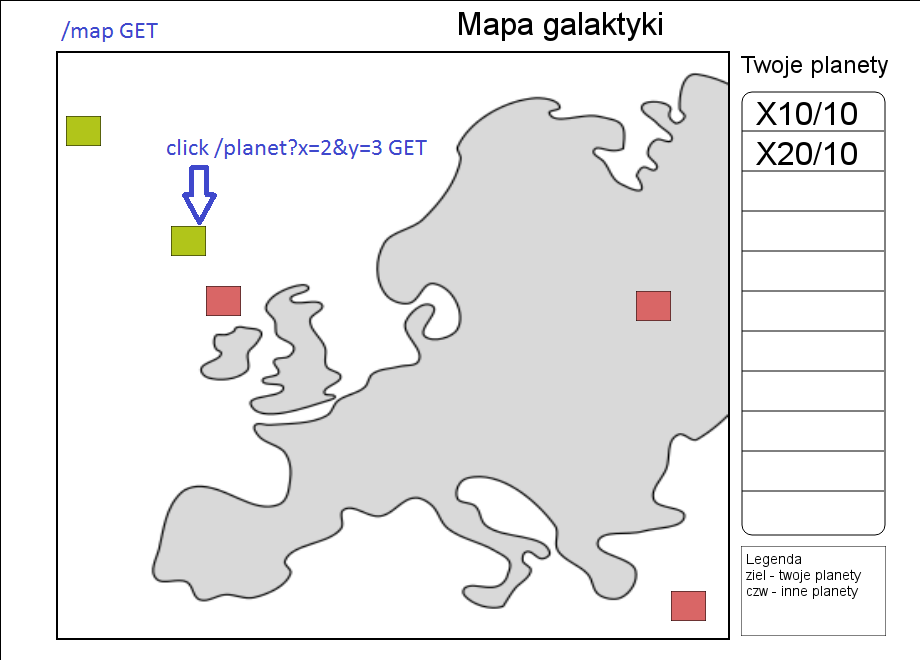 /map GET
Mapa galaktyki
Twoje planety
X10/10
X20/10
click /planet?x=2&y=3 GET
Legenda
ziel - twoje planety
czw - inne planety